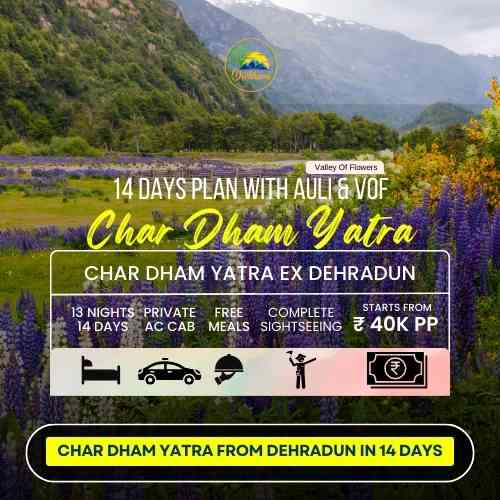 Valley Of Flowers
14 DAYS PLAN WITH AULI & VOF
Char Dham Yatra
CHAR DHAM YATRA EX DEHRADUN
13 NIGHTS PRIVATE FREE COMPLETE STARTS FROM
14 DAYS AC CAB MEALS SIGHTSEEING ₹ 40K PP
CHAR DHAM YATRA FROM DEHRADUN IN 14 DAYS